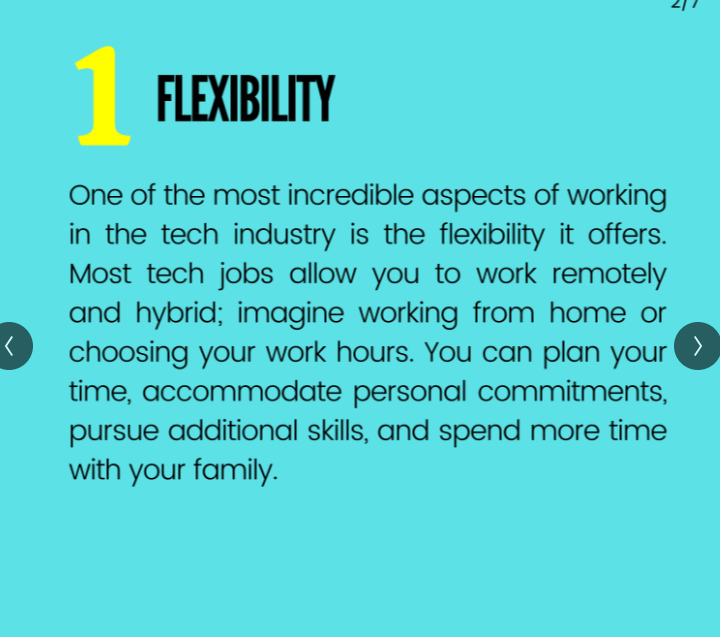 2/7
1 FLEXIBILITY
One of the most incredible aspects of working
in the tech industry is the flexibility it offers.
Most tech jobs allow you to work remotely
and hybrid; imagine working from home or
choosing your work hours. You can plan your
time, accommodate personal commitments,
pursue additional skills, and spend more time
with your family.